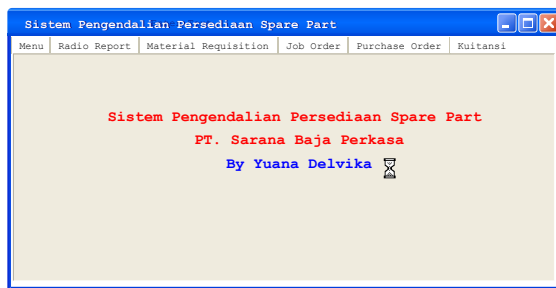 Sistem Pengendalian Persediaan Spare Part
Menu Radio Report Material Requisition Job Order Purchase Order Kuitansi
Sistem Pengendalian Persediaan Spare Part
PT. Sarana Baja Perkasa
By Yuana Delvika